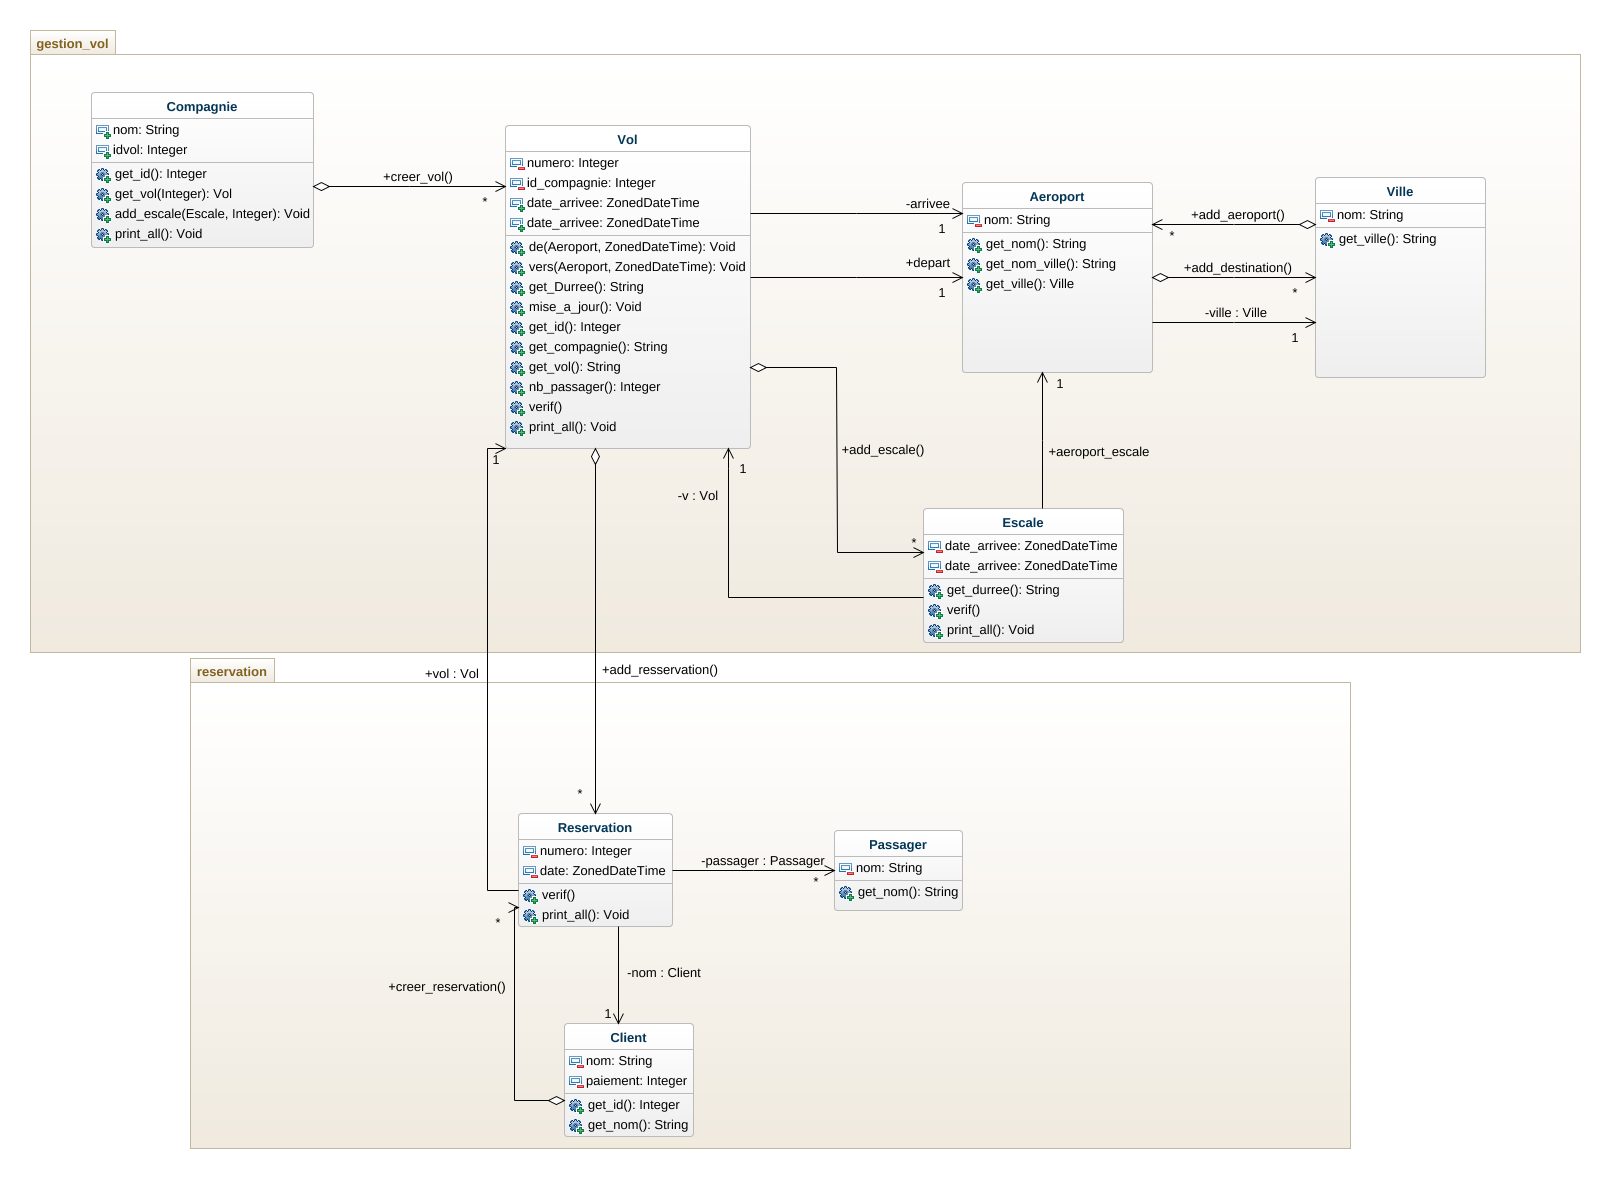 gestion_vol
Compagnie
nom: String
idvol: Integer
get_id(): Integer
get_vol(Integer): Vol
add_escale(Escale, Integer): Void
print_all(): Void
+creer_vol()
*
Vol
numero: Integer
id_compagnie: Integer
date_arrivee: ZonedDateTime
date_arrivee: ZonedDateTime
de(Aeroport, ZonedDateTime): Void
vers(Aeroport, ZonedDateTime): Void
get_Durree(): String
mise_a_jour(): Void
get_id(): Integer
get_compagnie(): String
get_vol(): String
nb_passager(): Integer
verif()
print_all(): Void
-arrivee
1
+depart
1
Aeroport
nom: String
get_nom(): String
get_nom_ville(): String
get_ville(): Ville
+add_aeroport()
*
+add_destination()
*
-ville : Ville
1
Ville
nom: String
get_ville(): String
1
+aeroport_escale
+add_escale()
*
1
-v : Vol
1
Escale
date_arrivee: ZonedDateTime
date_arrivee: ZonedDateTime
get_durree(): String
verif()
print_all(): Void
reservation
+vol : Vol
+add_resservation()
*
Reservation
numero: Integer
date: ZonedDateTime
verif()
print_all(): Void
-passager : Passager
*
Passager
nom: String
get_nom(): String
*
+creer_reservation()
-nom : Client
1
Client
nom: String
paiement: Integer
get_id(): Integer
get_nom(): String